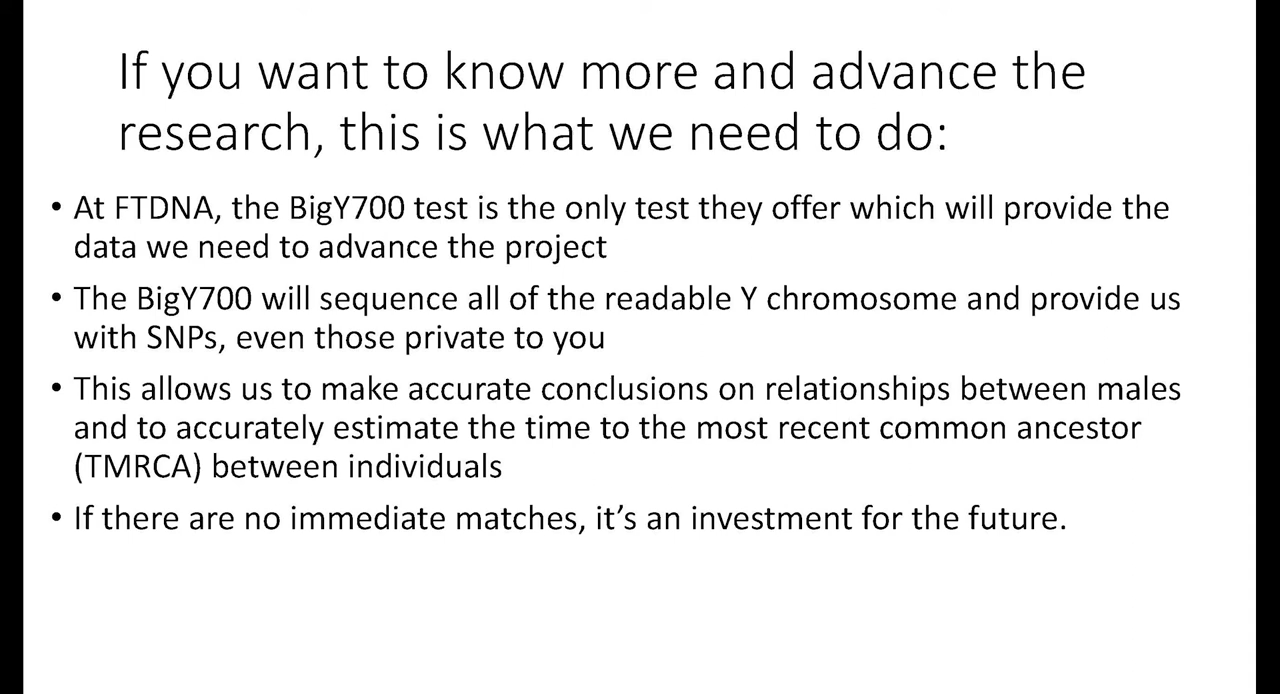 If you want to know more and advance the
research, this is what we need to do:
• At FTDNA, the BigY700 test is the only test they offer which will provide the
data we need to advance the project
• The BigY700 will sequence all of the readable Y chromosome and provide us
with SNPs, even those private to you
• This allows us to make accurate conclusions on relationships between males
and to accurately estimate the time to the most recent common ancestor
(TMRCA) between individuals
• If there are no immediate matches, it’s an investment for the future.